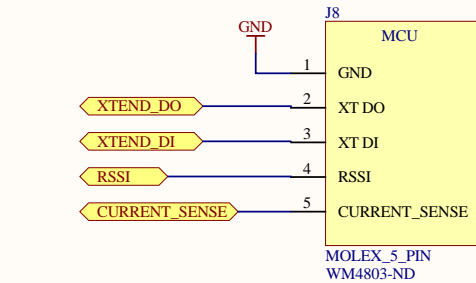 J8
GND
MCU
1 GND
XTEND_DO 2 XT DO
XTEND_DI 3 XT DI
RSSI 4 RSSI
CURRENT_SENSE 5 CURRENT_SENSE
MOLEX_5_PIN
WM4803-ND